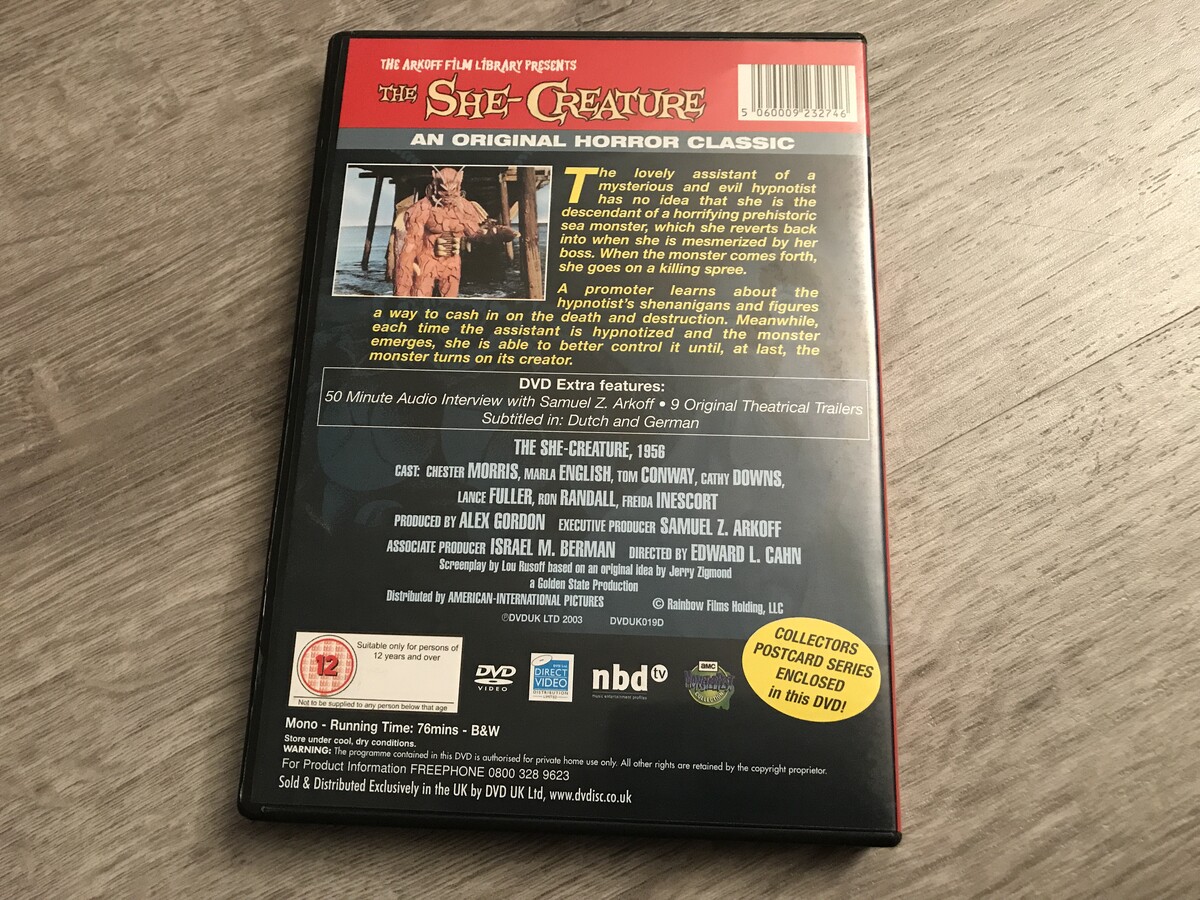 THE ARKOFF FILM LIBRARY PRESENTS
THE SHE-CREATURE
5 060009 232746
AN ORIGINAL HORROR CLASSIC
The lovely assistant of a
mysterious and evil hypnotist
has no idea that she is the
descendant of a horrifying prehistoric
sea monster, which she reverts back
into when she is mesmerized by her
boss. When the monster comes forth,
she goes on a killing spree.
A promoter learns about the
hypnotist's shenanigans and figures
a way to cash in on the death and destruction. Meanwhile,
each time the assistant is hypnotized and the monster
emerges, she is able to better control it until, at last, the
monster turns on its creator.
DVD Extra features:
50 Minute Audio Interview with Samuel Z. Arkoff • 9 Original Theatrical Trailers
Subtitled in: Dutch and German
THE SHE-CREATURE, 1956
CAST: CHESTER MORRIS, MARLA ENGLISH, TOM CONWAY, CATHY DOWNS,
LANCE FULLER, RON RANDALL, FREIDA INESCORT
PRODUCED BY ALEX GORDON EXECUTIVE PRODUCER SAMUEL Z. ARKOFF
ASSOCIATE PRODUCER ISRAEL M. BERMAN DIRECTED BY EDWARD L. CAHN
Screenplay by Lou Rusoff based on an original idea by Jerry Zigmond
a Golden State Production
Distributed by AMERICAN-INTERNATIONAL PICTURES © Rainbow Films Holding, LLC
℗DVDUK LTD 2003 DVDUK019D
12
Suitable only for persons of
12 years and over
Not to be supplied to any person below that age
DVD
VIDEO
DIRECT
VIDEO
DISTRIBUTION
nbd tv
music entertainment profiles
amc
COLLECTORS
POSTCARD SERIES
ENCLOSED
in this DVD!
Mono - Running Time: 76mins - B&W
Store under cool, dry conditions.
WARNING: The programme contained in this DVD is authorised for private home use only. All other rights are retained by the copyright proprietor.
For Product Information FREEPHONE 0800 328 9623
Sold & Distributed Exclusively in the UK by DVD UK Ltd, www.dvdisc.co.uk